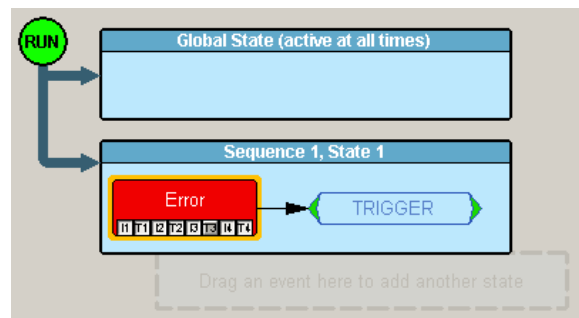 RUN
Global State (active at all times)
Sequence 1, State 1
Error
I1 T1 I2 T2 I3 T3 I4 T4
TRIGGER
Drag an event here to add another state